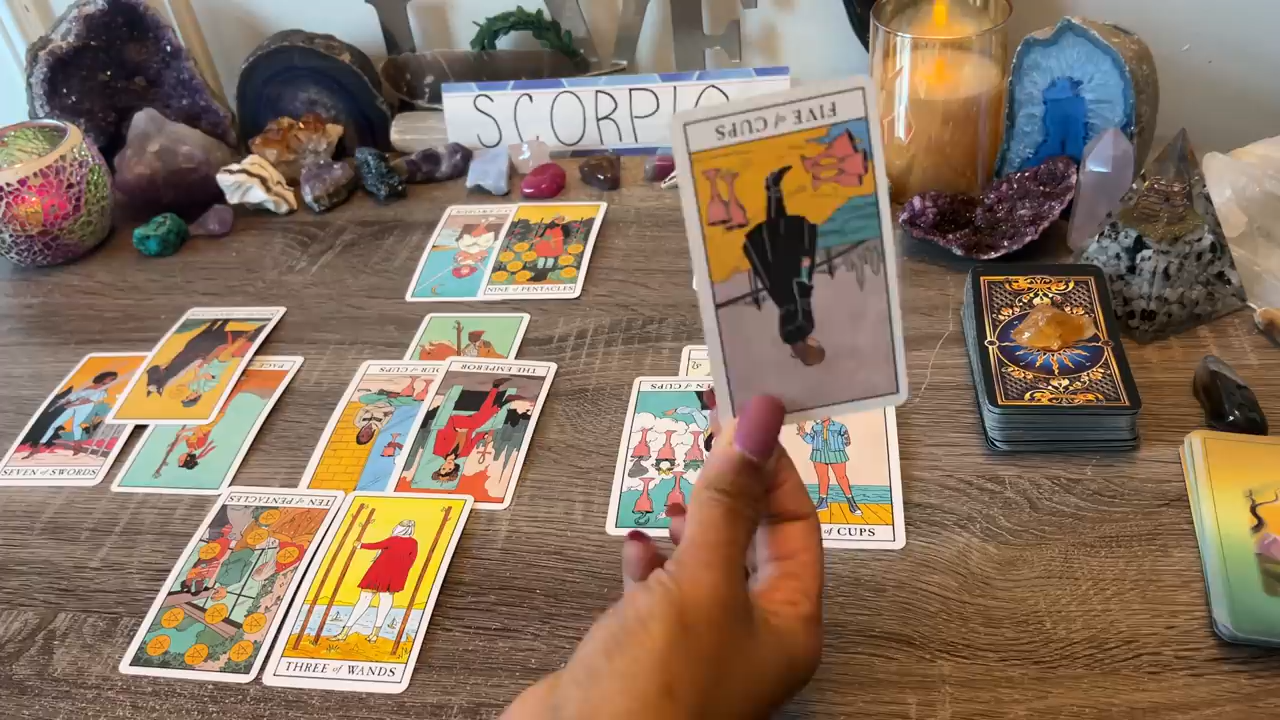 SCORPIO
FIVE of CUPS
NINE of PENTACLES
THE EMPEROR
SEVEN of SWORDS
PAGE
TEN of PENTACLES
THREE of WANDS
of CUPS